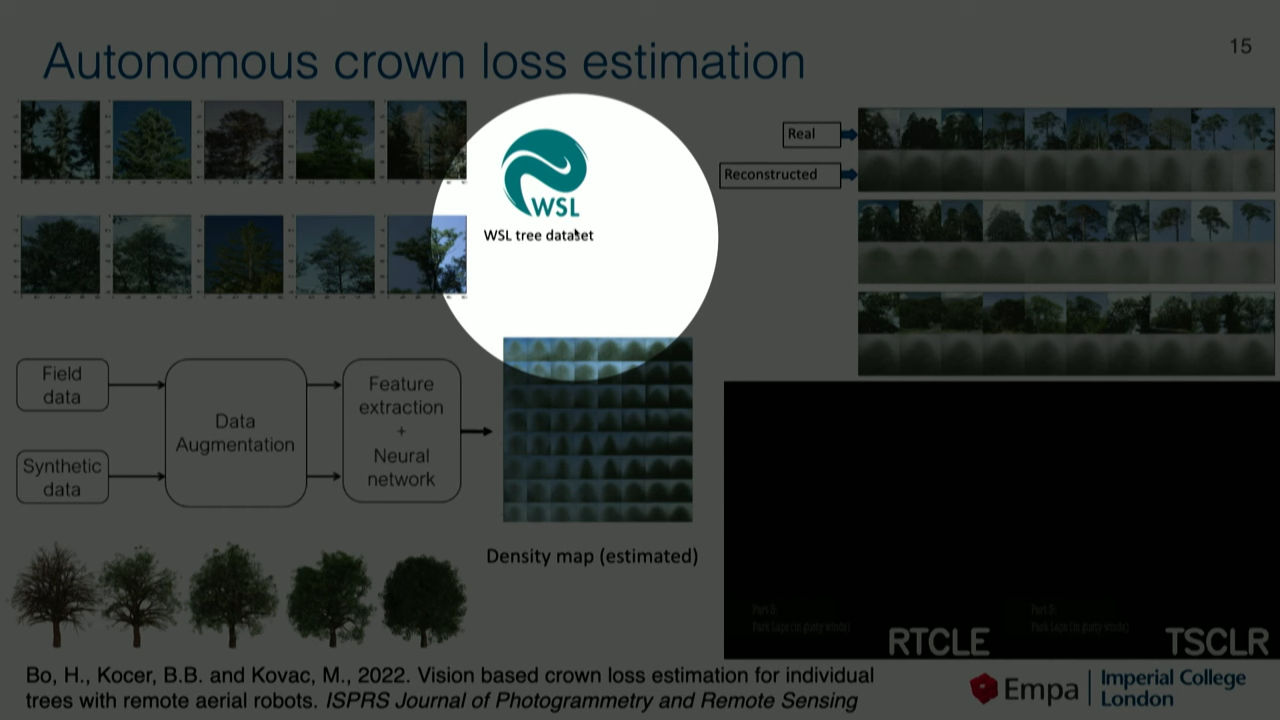 Autonomous crown loss estimation
15
WSL
WSL tree dataset
Real
Reconstructed
Field
data
Synthetic
data
Data
Augmentation
Feature
extraction
+
Neural
network
Density map (estimated)
RTCLE
TSCLR
Bo, H., Kocer, B.B. and Kovac, M., 2022. Vision based crown loss estimation for individual
trees with remote aerial robots. ISPRS Journal of Photogrammetry and Remote Sensing
Empa
Imperial College
London